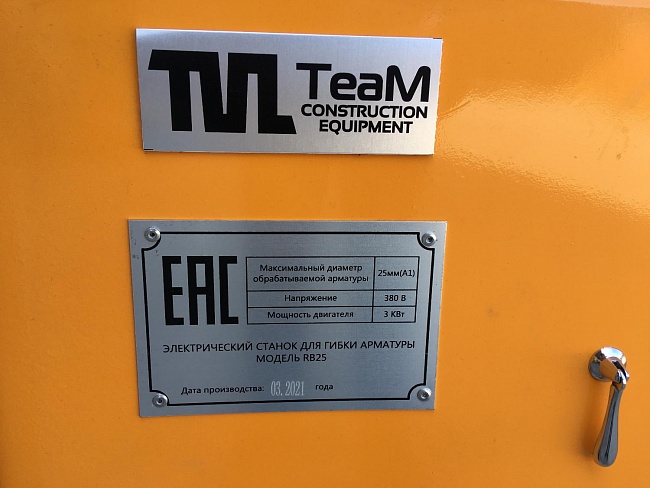 TeaM
CONSTRUCTION
EQUIPMENT
EAC
Максимальный диаметр
обрабатываемой арматуры
25мм(А1)
Напряжение 380 В
Мощность двигателя 3 КВт
ЭЛЕКТРИЧЕСКИЙ СТАНОК ДЛЯ ГИБКИ АРМАТУРЫ
МОДЕЛЬ RB25
Дата производства: 03.2021 года